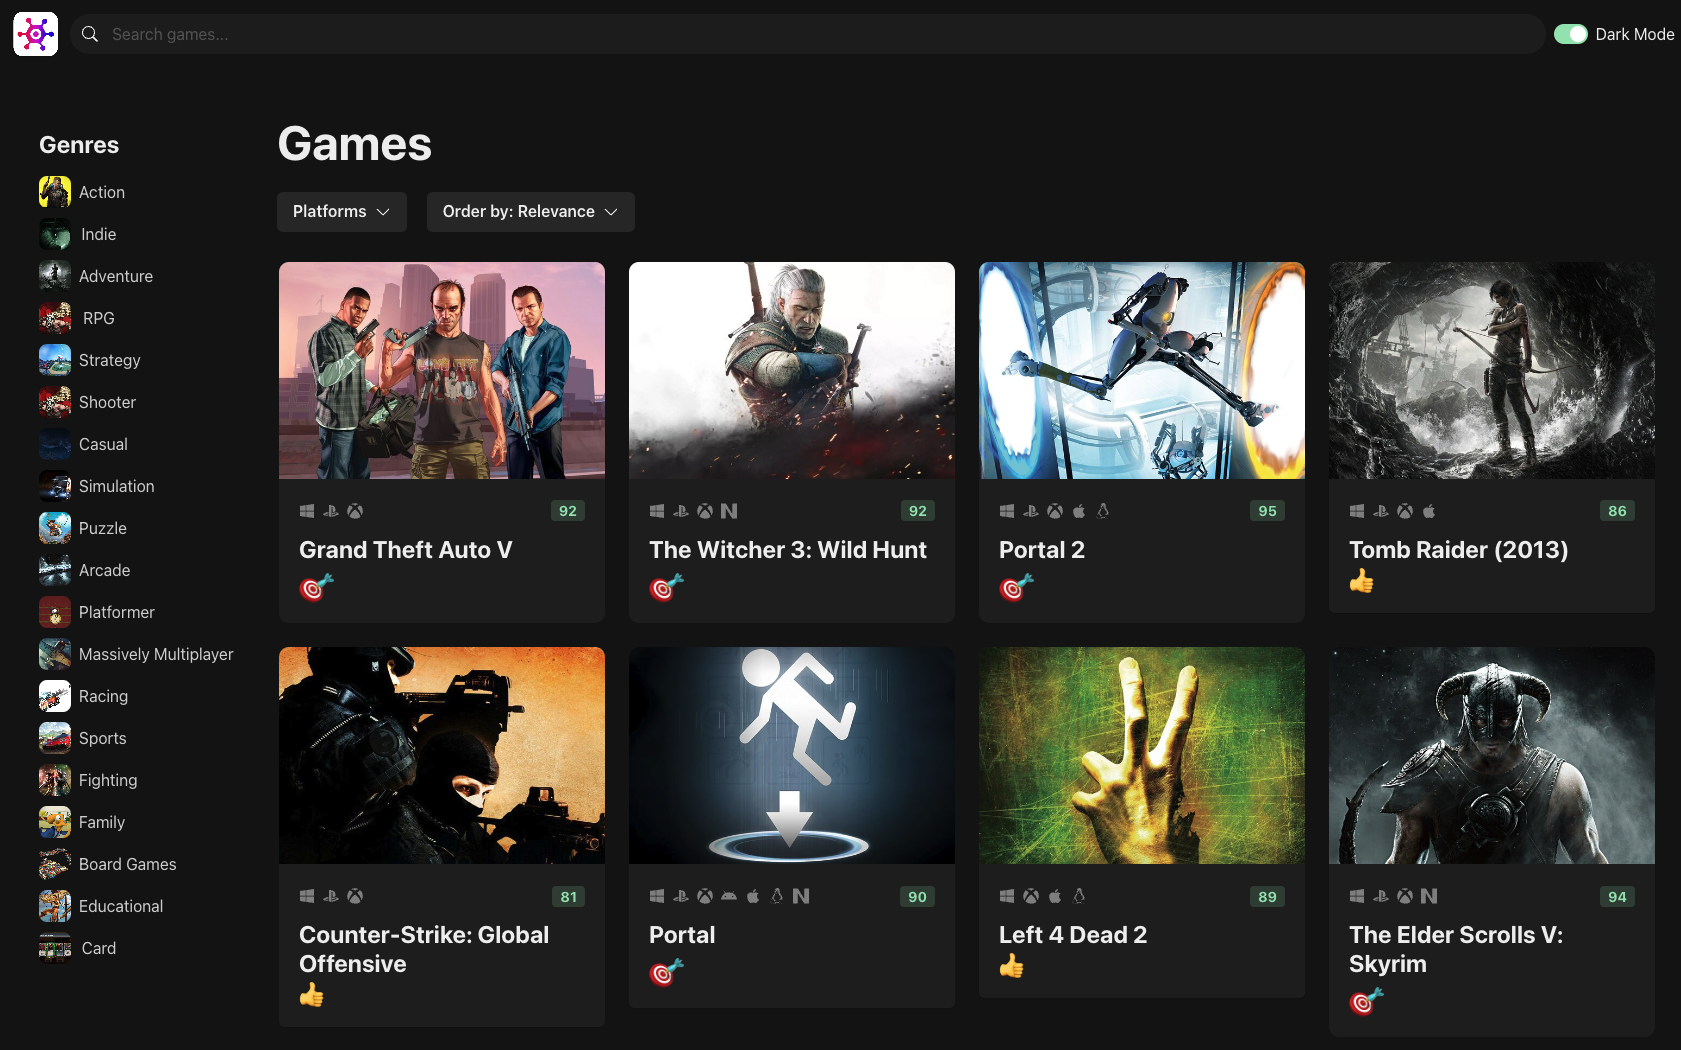 Search games...
Dark Mode
Genres
Action
Indie
Adventure
RPG
Strategy
Shooter
Casual
Simulation
Puzzle
Arcade
Platformer
Massively Multiplayer
Racing
Sports
Fighting
Family
Board Games
Educational
Card
Games
Platforms
Order by: Relevance
92
Grand Theft Auto V
92
The Witcher 3: Wild Hunt
95
Portal 2
86
Tomb Raider (2013)
81
Counter-Strike: Global
Offensive
90
Portal
89
Left 4 Dead 2
94
The Elder Scrolls V:
Skyrim